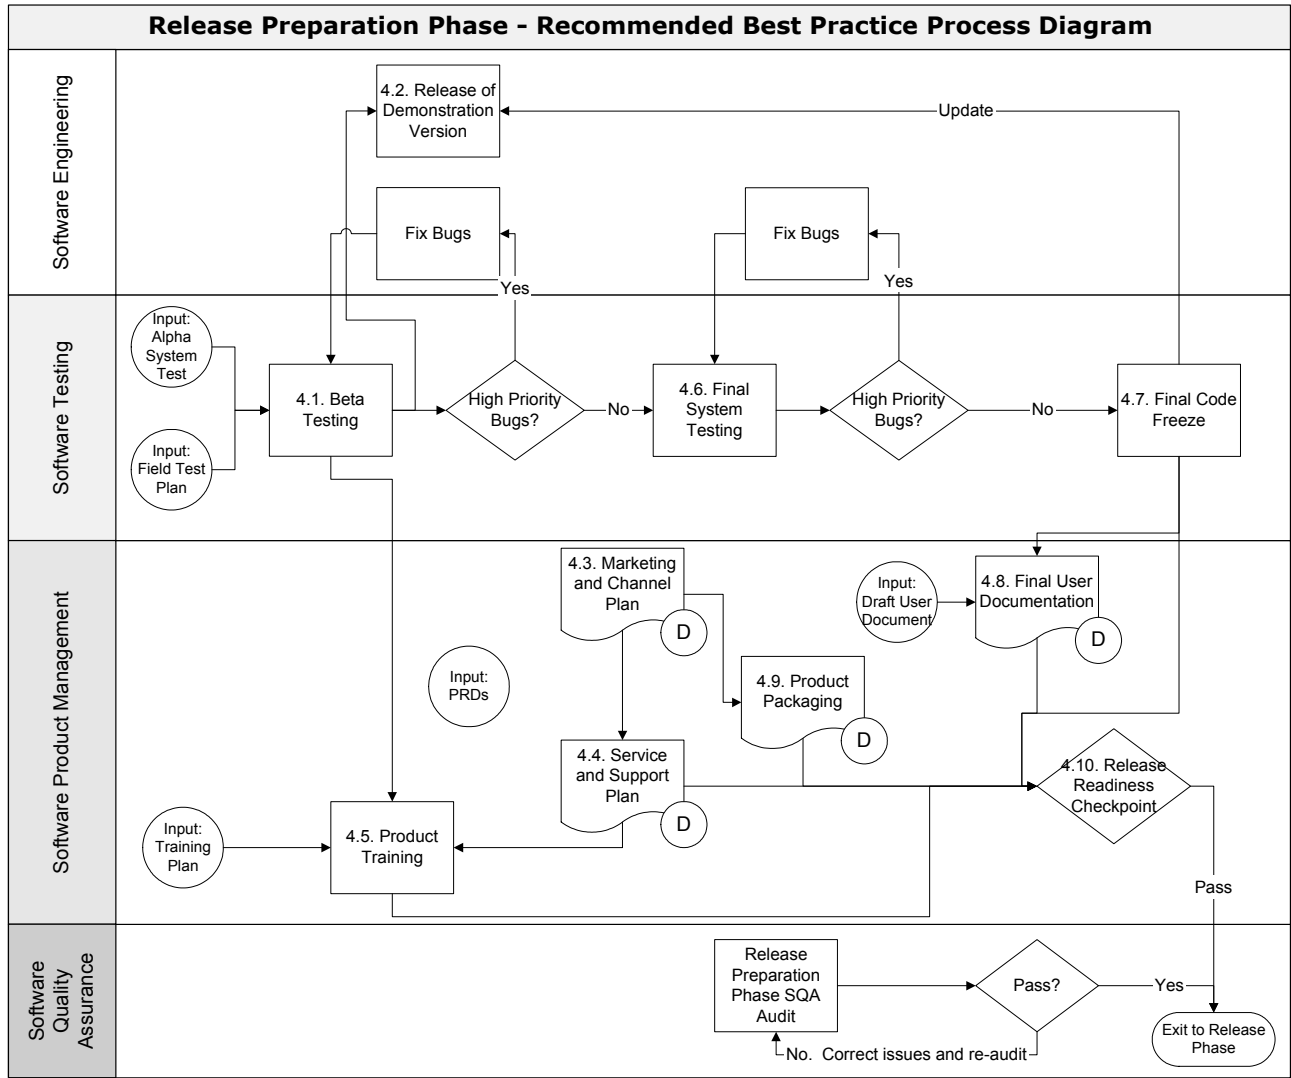 Release Preparation Phase - Recommended Best Practice Process Diagram
Software Engineering
4.2. Release of
Demonstration
Version
Update
Fix Bugs
Fix Bugs
Yes
Yes
Software Testing
Input:
Alpha
System
Test
Input:
Field Test
Plan
4.1. Beta
Testing
High Priority
Bugs?
No
4.6. Final
System
Testing
High Priority
Bugs?
No
4.7. Final Code
Freeze
Software Product Management
4.3. Marketing
and Channel
Plan
D
Input:
Draft User
Document
4.8. Final User
Documentation
D
Input:
PRDs
4.9. Product
Packaging
D
4.4. Service
and Support
Plan
D
4.10. Release
Readiness
Checkpoint
Input:
Training
Plan
4.5. Product
Training
Pass
Software
Quality
Assurance
Release
Preparation
Phase SQA
Audit
Pass?
Yes
No.  Correct issues and re-audit
Exit to Release
Phase